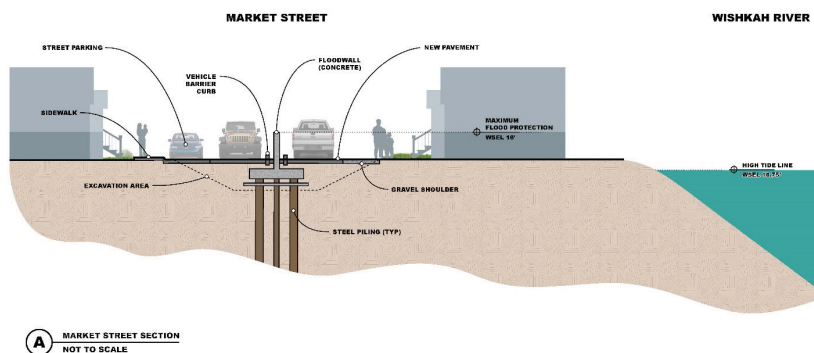 MARKET STREET
WISHKAH RIVER
STREET PARKING
VEHICLE
BARRIER
CURB
FLOODWALL
(CONCRETE)
NEW PAVEMENT
SIDEWALK
MAXIMUM
FLOOD PROTECTION
WSEL 16'
HIGH TIDE LINE
EXCAVATION AREA
GRAVEL SHOULDER
STEEL PILING (TYP)
A
MARKET STREET SECTION
NOT TO SCALE